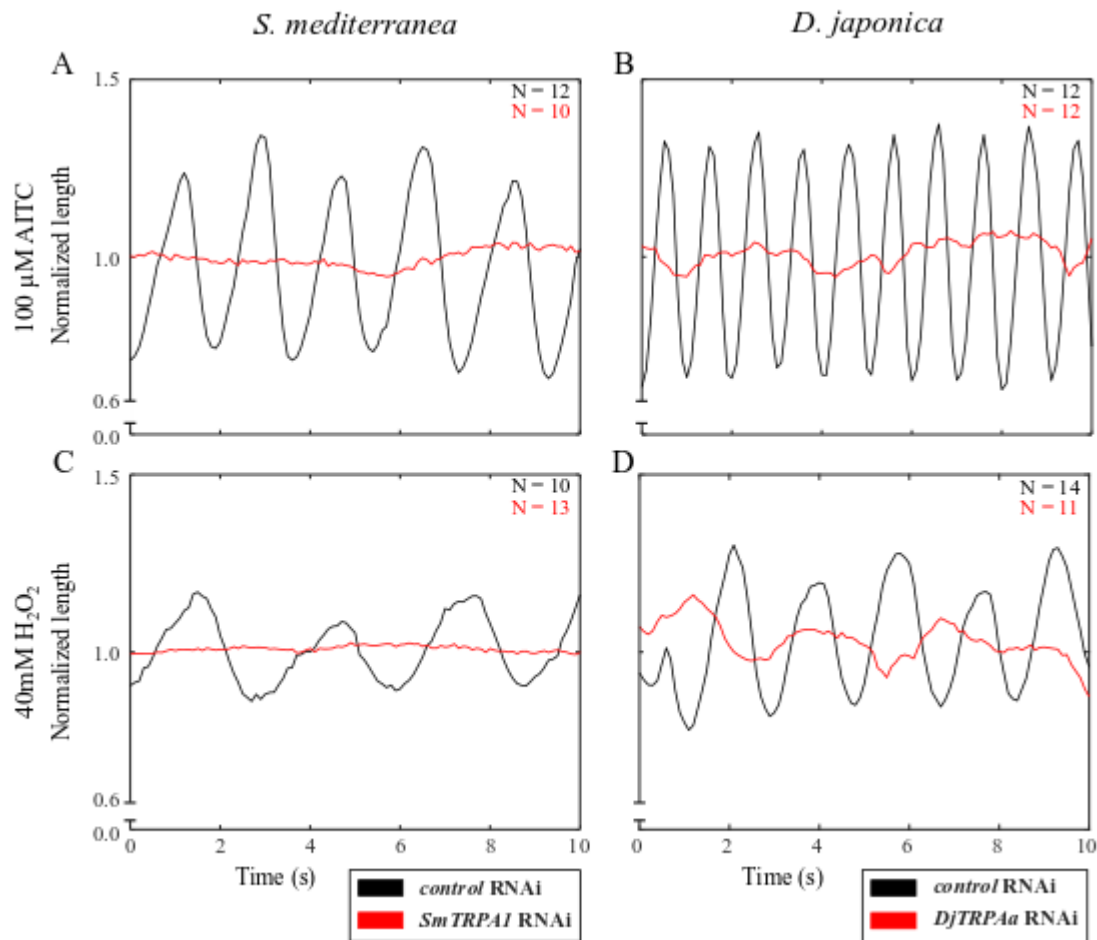 S. mediterranea
D. japonica
A
B
1.5
N = 12
N = 10
N = 12
N = 12
100 μM AITC
Normalized length
1.0
0.6
0.0
C
D
1.5
N = 10
N = 13
N = 14
N = 11
40mM H₂O₂
Normalized length
1.0
0.6
0.0
0 2 4 6 8 10
0 2 4 6 8 10
Time (s)
Time (s)
control RNAi
SmTRPA1 RNAi
control RNAi
DjTRPAa RNAi